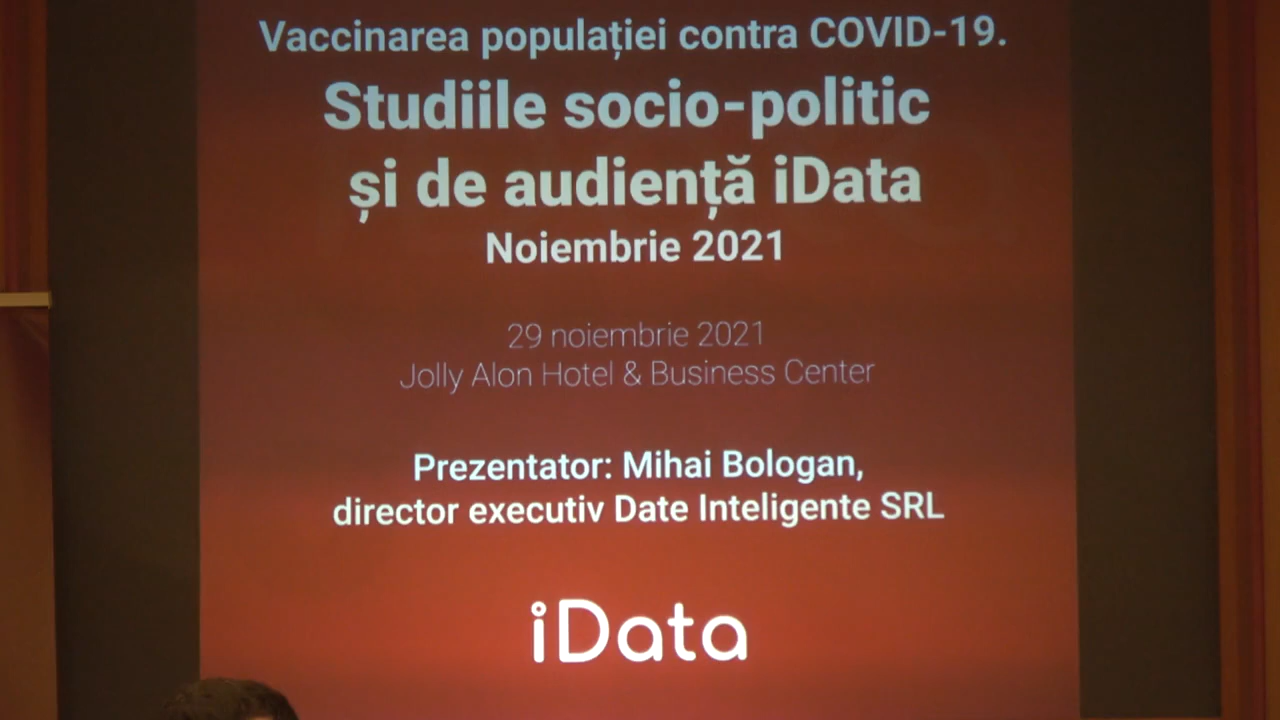 Vaccinarea populației contra COVID-19.
Studiile socio-politic
și de audiență iData
Noiembrie 2021
29 noiembrie 2021
Jolly Alon Hotel & Business Center
Prezentator: Mihai Bologan,
director executiv Date Inteligente SRL
iData